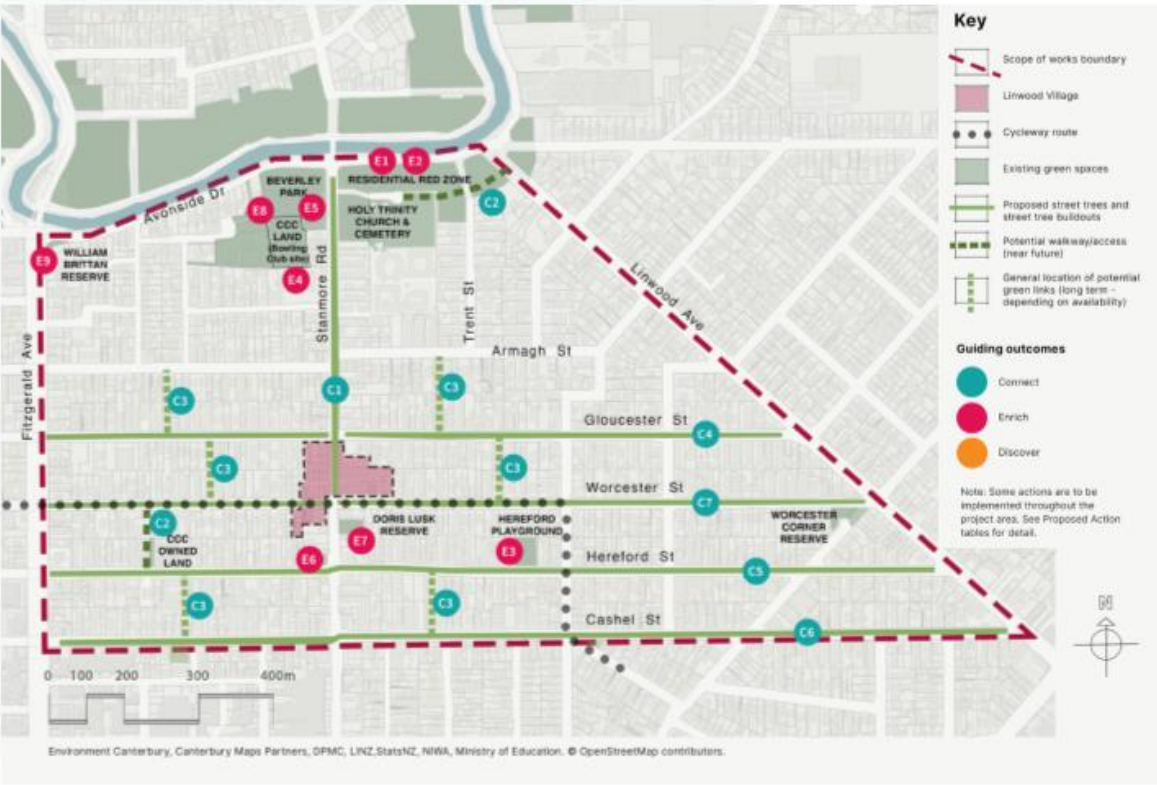 Key
Scope of works boundary
Linwood Village
Cycleway route
Existing green spaces
Proposed street trees and
street tree buildouts
Potential walkway/access
(near future)
General location of potential
green links (long term -
depending on availability)
Guiding outcomes
Connect
Enrich
Discover
Note: Some actions are to be
implemented throughout the
project area. See Proposed Action
tables for detail.
N
E1
E2
RESIDENTIAL RED ZONE
BEVERLEY
PARK
E8
E5
Avonside Dr
C2
HOLY TRINITY
CHURCH &
CEMETERY
CCC
LAND
(Bowling
Club site)
E9
WILLIAM
BRITTAN
RESERVE
E4
Stanmore Rd
Trent St
Linwood Ave
Fitzgerald Ave
Armagh St
C3
C1
C3
Gloucester St
C4
C3
C3
Worcester St
C7
C2
CCC
OWNED
LAND
DORIS LUSK
RESERVE
HEREFORD
PLAYGROUND
WORCESTER
CORNER
RESERVE
E7
E6
E3
Hereford St
C5
C3
C3
Cashel St
C6
0 100 200 300 400m
Environment Canterbury, Canterbury Maps Partners, DPMC, LINZ,StatsNZ, NIWA, Ministry of Education. © OpenStreetMap contributors.